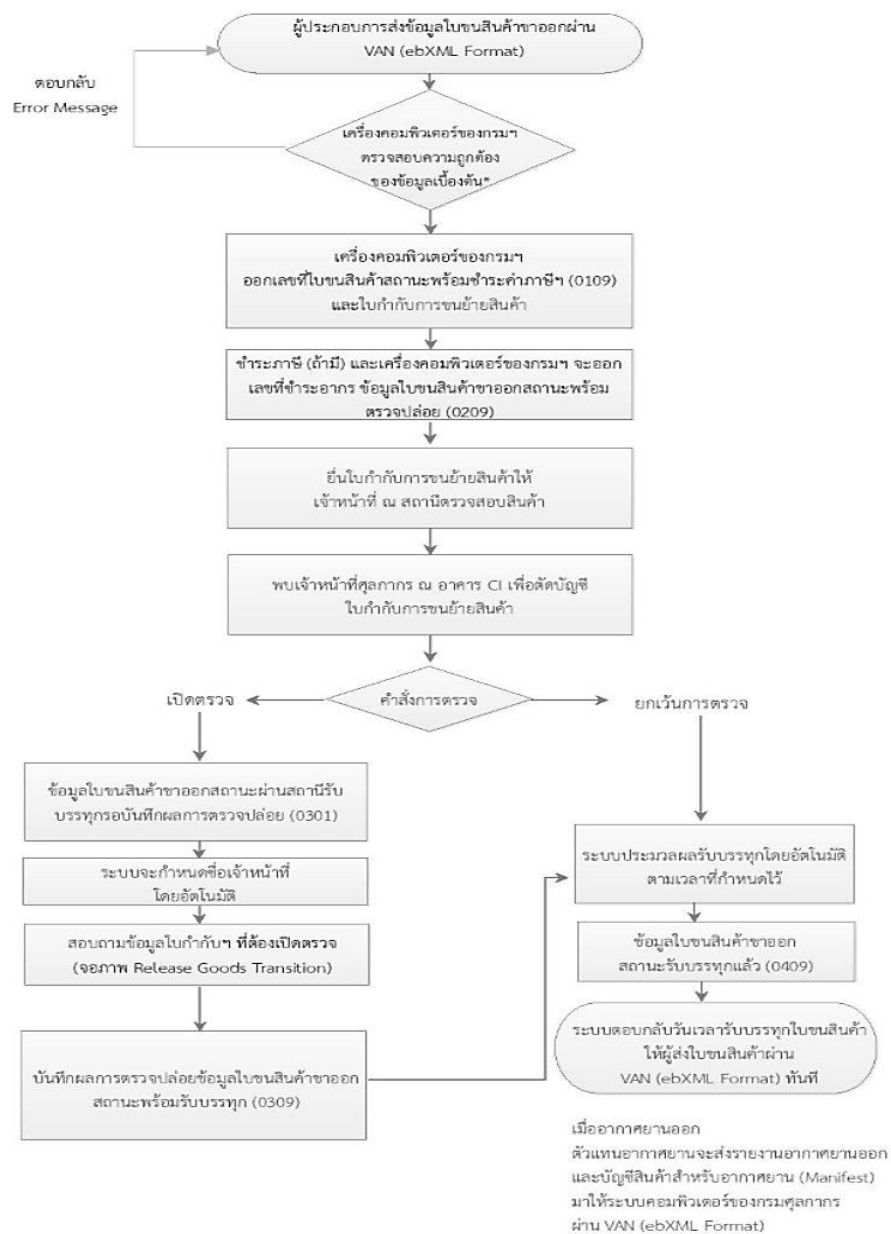 ผู้ประกอบการส่งข้อมูลใบขนสินค้าขาออกผ่าน
VAN (ebXML Format)
ตอบกลับ
Error Message
เครื่องคอมพิวเตอร์ของกรมฯ
ตรวจสอบความถูกต้อง
ของข้อมูลเบื้องต้น*
เครื่องคอมพิวเตอร์ของกรมฯ
ออกเลขที่ใบขนสินค้าสถานะพร้อมชำระค่าภาษีฯ (0109)
และใบกำกับการขนย้ายสินค้า
ชำระภาษี (ถ้ามี) และเครื่องคอมพิวเตอร์ของกรมฯ จะออก
เลขที่ชำระอากร ข้อมูลใบขนสินค้าขาออกสถานะพร้อม
ตรวจปล่อย (0209)
ยื่นใบกำกับการขนย้ายสินค้าให้
เจ้าหน้าที่ ณ สถานีตรวจสอบสินค้า
พบเจ้าหน้าที่ศุลกากร ณ อาคาร CI เพื่อตัดบัญชี
ใบกำกับการขนย้ายสินค้า
คำสั่งการตรวจ
เปิดตรวจ
ยกเว้นการตรวจ
ข้อมูลใบขนสินค้าขาออกสถานะผ่านสถานีรับ
บรรทุกรอบันทึกผลการตรวจปล่อย (0301)
ระบบจะกำหนดชื่อเจ้าหน้าที่
โดยอัตโนมัติ
สอบถามข้อมูลใบกำกับฯ ที่ต้องเปิดตรวจ
(จอภาพ Release Goods Transition)
บันทึกผลการตรวจปล่อยข้อมูลใบขนสินค้าขาออก
สถานะพร้อมรับบรรทุก (0309)
ระบบประมวลผลรับบรรทุกโดยอัตโนมัติ
ตามเวลาที่กำหนดไว้
ข้อมูลใบขนสินค้าขาออก
สถานะรับบรรทุกแล้ว (0409)
ระบบตอบกลับวันเวลารับบรรทุกใบขนสินค้า
ให้ผู้ส่งใบขนสินค้าผ่าน
VAN (ebXML Format) ทันที
เมื่ออากาศยานออก
ตัวแทนอากาศยานจะส่งรายงานอากาศยานออก
และบัญชีสินค้าสำหรับอากาศยาน (Manifest)
มาให้ระบบคอมพิวเตอร์ของกรมศุลกากร
ผ่าน VAN (ebXML Format)